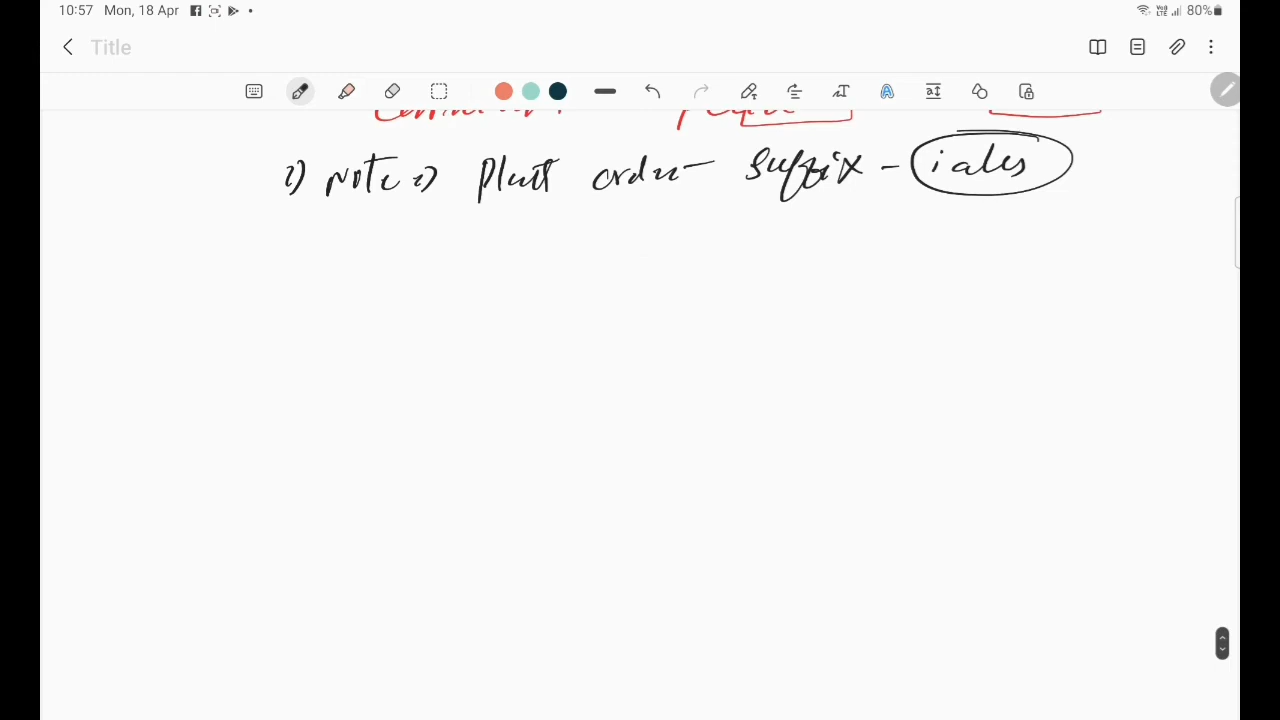 10:57 Mon, 18 Apr 80%
Title
1) note => Plant order - Suffix - iales